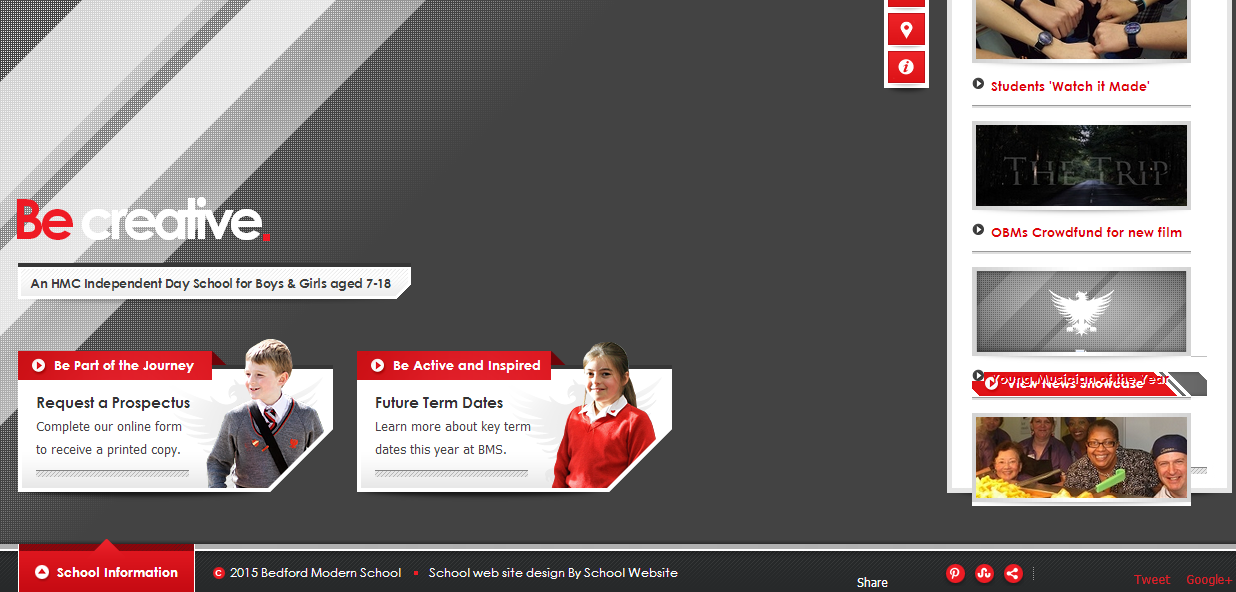 Students 'Watch it Made'
THE TRIP
OBMs Crowdfund for new film
Be creative.
An HMC Independent Day School for Boys & Girls aged 7-18
Be Part of the Journey
Request a Prospectus
Complete our online form
to receive a printed copy.
Be Active and Inspired
Future Term Dates
Learn more about key term
dates this year at BMS.
Young Musician of the Year
View News Showcase
School Information
C 2015 Bedford Modern School
School web site design By School Website
Share
Tweet
Google+